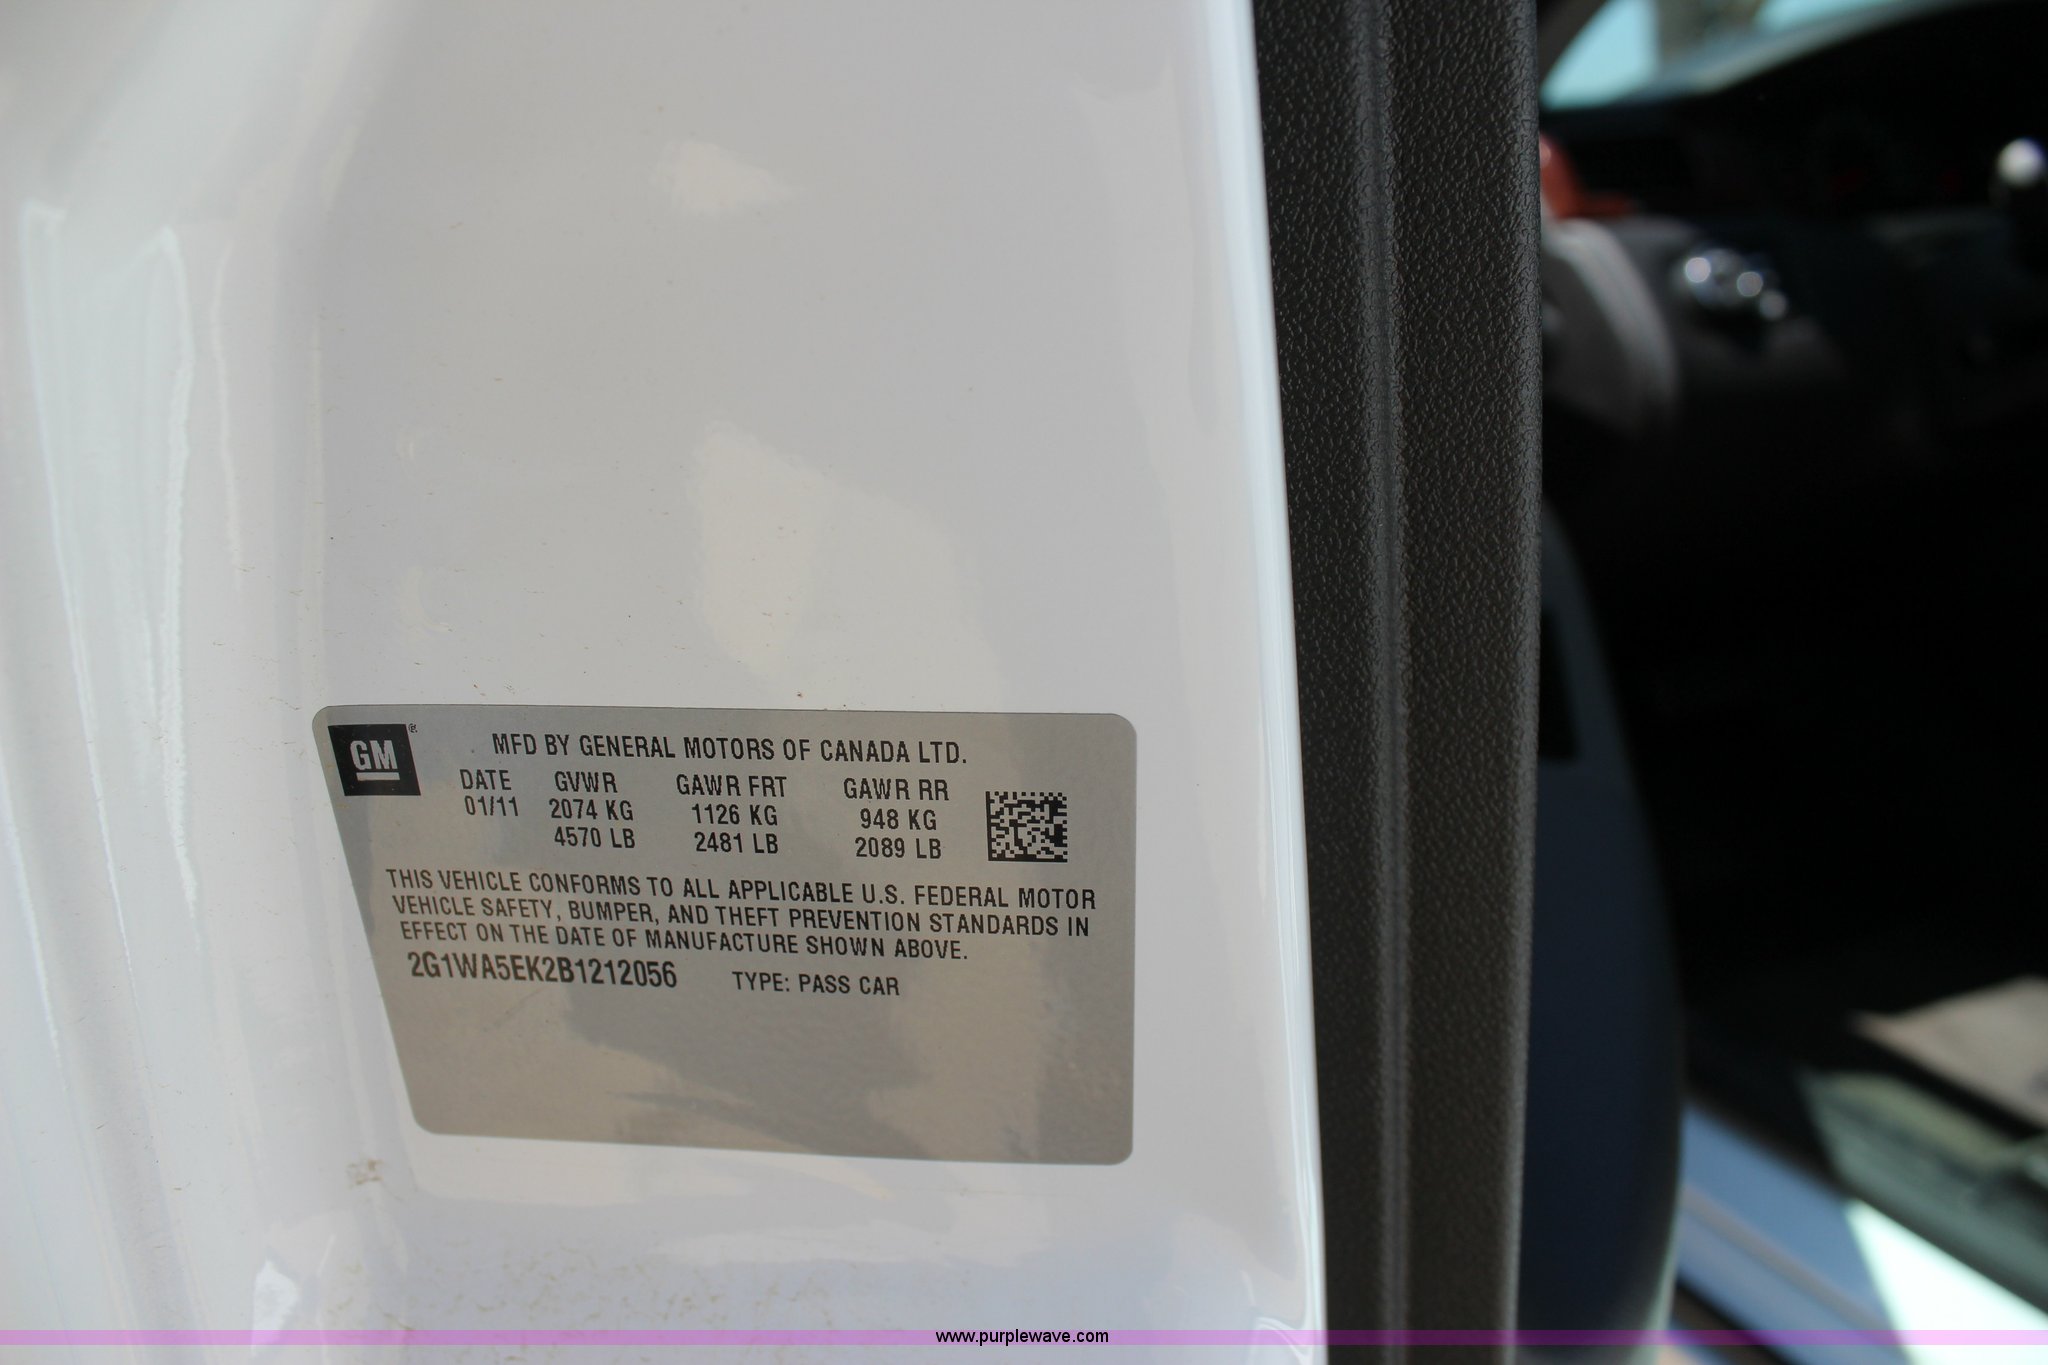 GM
MFD BY GENERAL MOTORS OF CANADA LTD.
DATE GVWR GAWR FRT GAWR RR
01/11 2074 KG 1126 KG 948 KG
4570 LB 2481 LB 2089 LB
THIS VEHICLE CONFORMS TO ALL APPLICABLE U.S. FEDERAL MOTOR
VEHICLE SAFETY, BUMPER, AND THEFT PREVENTION STANDARDS IN
EFFECT ON THE DATE OF MANUFACTURE SHOWN ABOVE.
2G1WA5EK2B1212056 TYPE: PASS CAR
www.purplewave.com